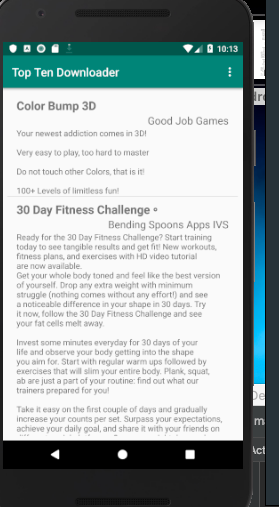 10:13
Top Ten Downloader
Color Bump 3D
Good Job Games
Your newest addiction comes in 3D!
Very easy to play, too hard to master
Do not touch other Colors, that is it!
100+ Levels of limitless fun!
30 Day Fitness Challenge
Bending Spoons Apps IVS
Ready for the 30 Day Fitness Challenge? Start training
today to see tangible results and get fit! New workouts,
fitness plans, and exercises with HD video tutorial
are now available.
Get your whole body toned and feel like the best version
of yourself. Drop any extra weight with minimum
struggle (nothing comes without any effort!) and see
a noticeable difference in your shape in 30 days. Try
it now, follow the 30 Day Fitness Challenge and see
your fat cells melt away.
Invest some minutes everyday for 30 days of your
life and observe your body getting into the shape
you aim for. Start with regular warm ups followed by
exercises that will slim your entire body. Plank, squat,
ab are just a part of your routine: find out what our
trainers prepared for you!
Take it easy on the first couple of days and gradually
increase your counts per set. Surpass your expectations,
achieve your daily goal, and share it with your friends on